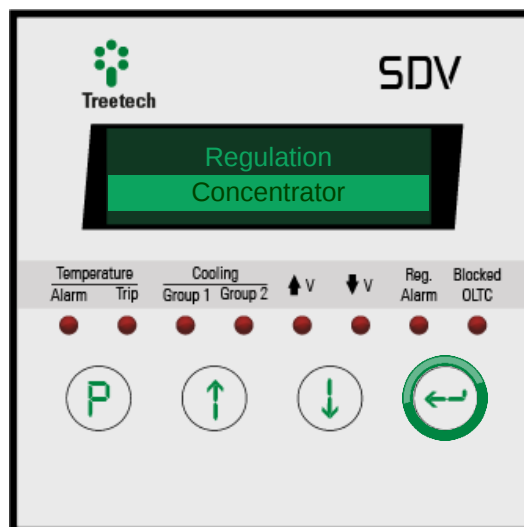 SDV
Treetech
Regulation
Concentrator
Temperature
Alarm Trip
Cooling
Group 1 Group 2
V
V
Reg.
Alarm
Blocked
OLTC
P